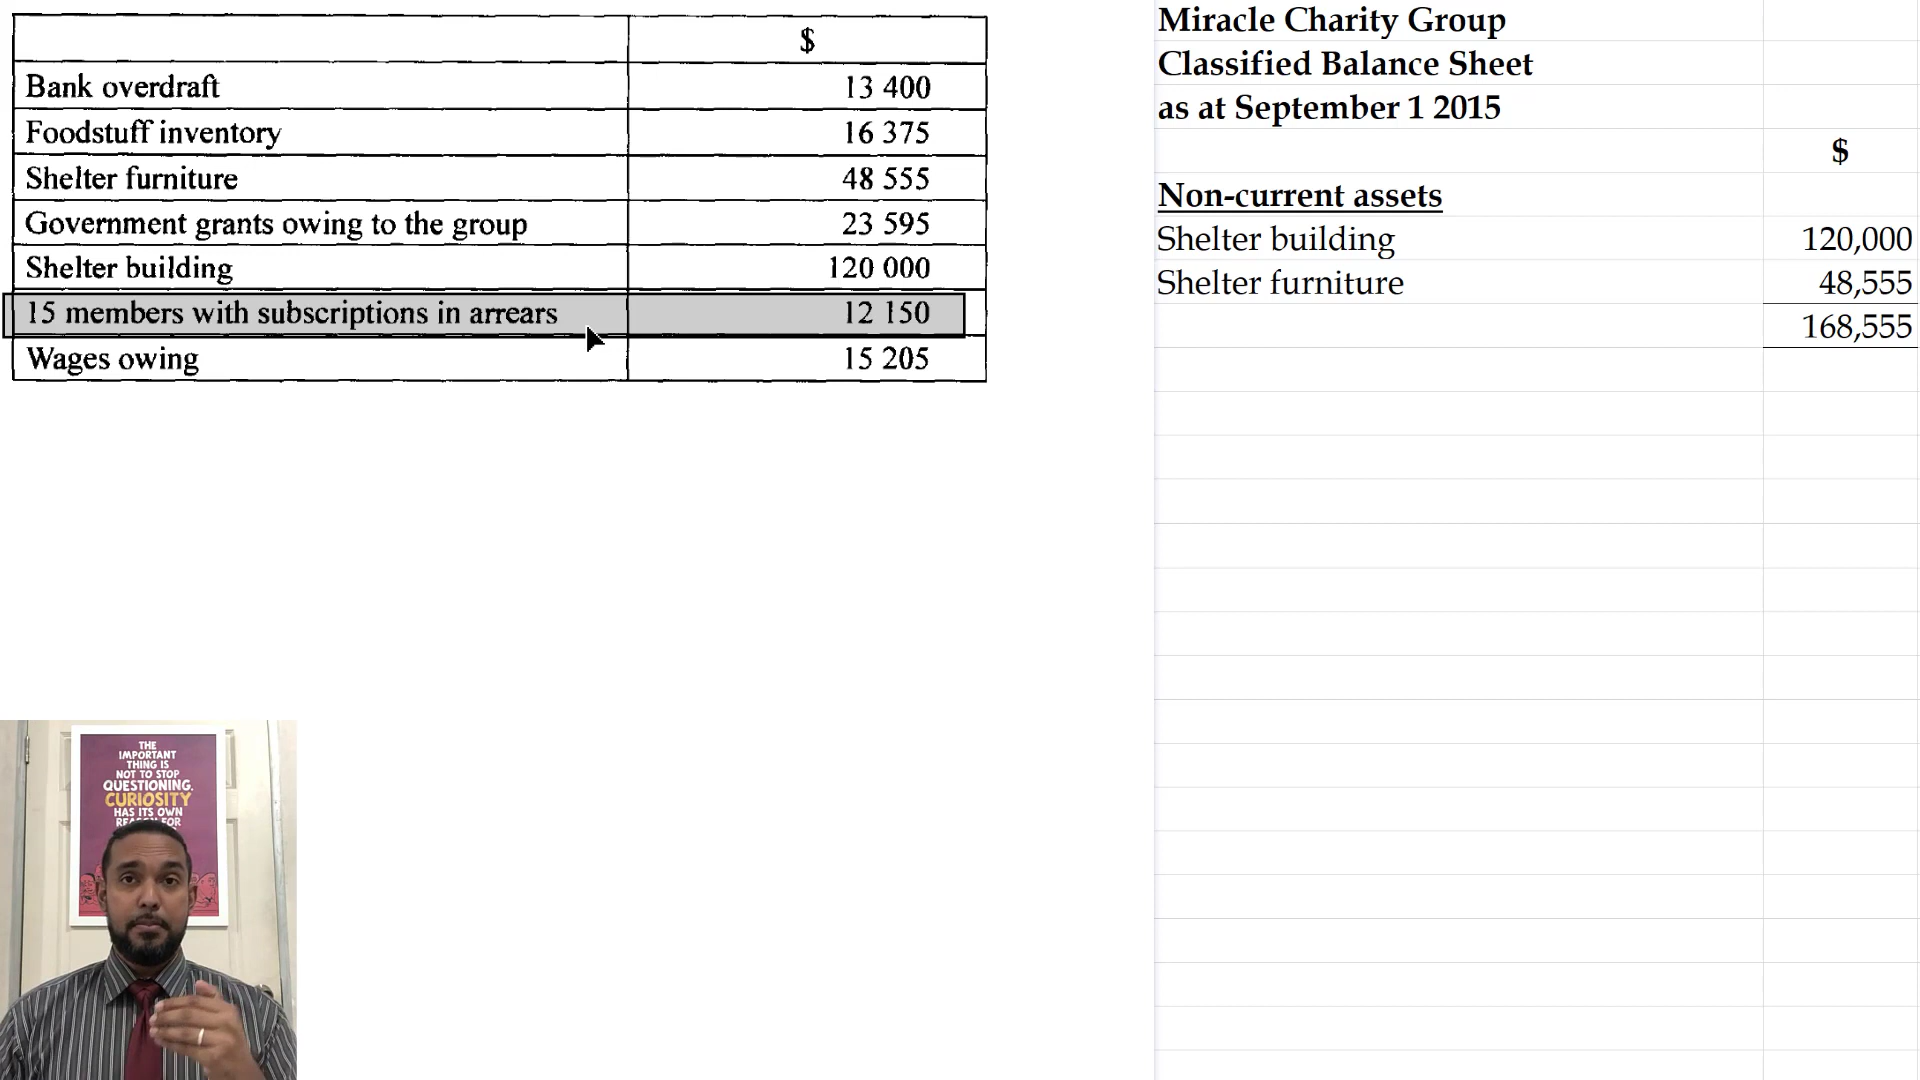 $
Bank overdraft 13 400
Foodstuff inventory 16 375
Shelter furniture 48 555
Government grants owing to the group 23 595
Shelter building 120 000
15 members with subscriptions in arrears 12 150
Wages owing 15 205
Miracle Charity Group
Classified Balance Sheet
as at September 1 2015
$
Non-current assets
Shelter building 120,000
Shelter furniture 48,555
168,555
THE
IMPORTANT
THING IS
NOT TO STOP
QUESTIONING.
CURIOSITY
HAS ITS OWN
FOR